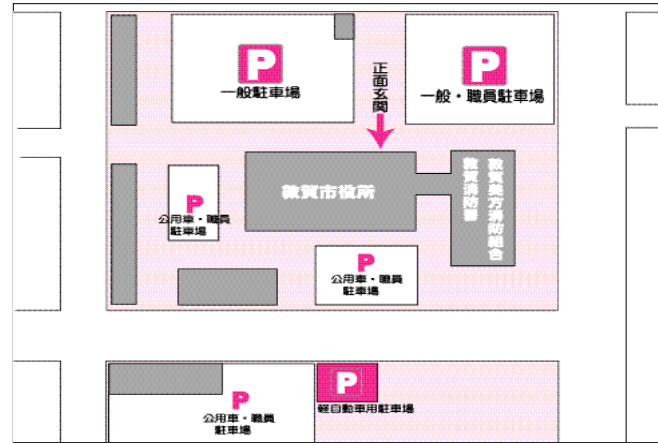 P
一般駐車場
正面玄関
P
一般・職員駐車場
P
公用車・職員
駐車場
敦賀市役所
敦賀美方消防組合
敦賀消防署
P
公用車・職員
駐車場
P
公用車・職員
駐車場
P
軽自動車用駐車場